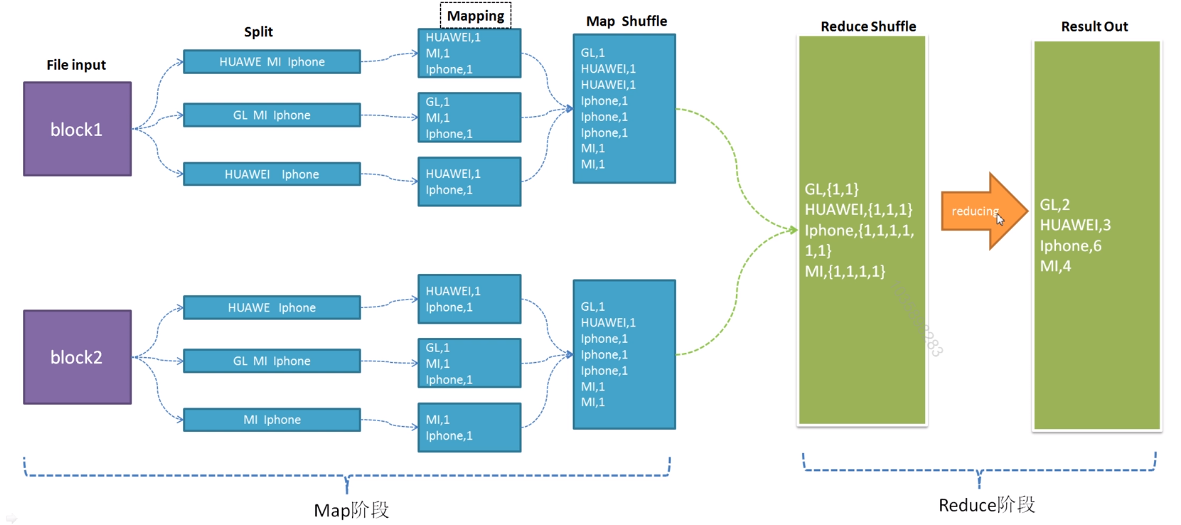 File input
Split
Mapping
Map Shuffle
Reduce Shuffle
Result Out
block1
HUAWE MI Iphone
GL MI Iphone
HUAWEI Iphone
HUAWEI,1
MI,1
Iphone,1
GL,1
MI,1
Iphone,1
HUAWEI,1
Iphone,1
GL,1
HUAWEI,1
HUAWEI,1
Iphone,1
Iphone,1
Iphone,1
MI,1
MI,1
block2
HUAWE Iphone
GL MI Iphone
MI Iphone
HUAWEI,1
Iphone,1
GL,1
MI,1
Iphone,1
MI,1
Iphone,1
GL,1
HUAWEI,1
Iphone,1
Iphone,1
Iphone,1
MI,1
MI,1
GL,{1,1}
HUAWEI,{1,1,1}
Iphone,{1,1,1,1,
1,1}
MI,{1,1,1,1}
reducing
GL,2
HUAWEI,3
Iphone,6
MI,4
Map阶段
Reduce阶段